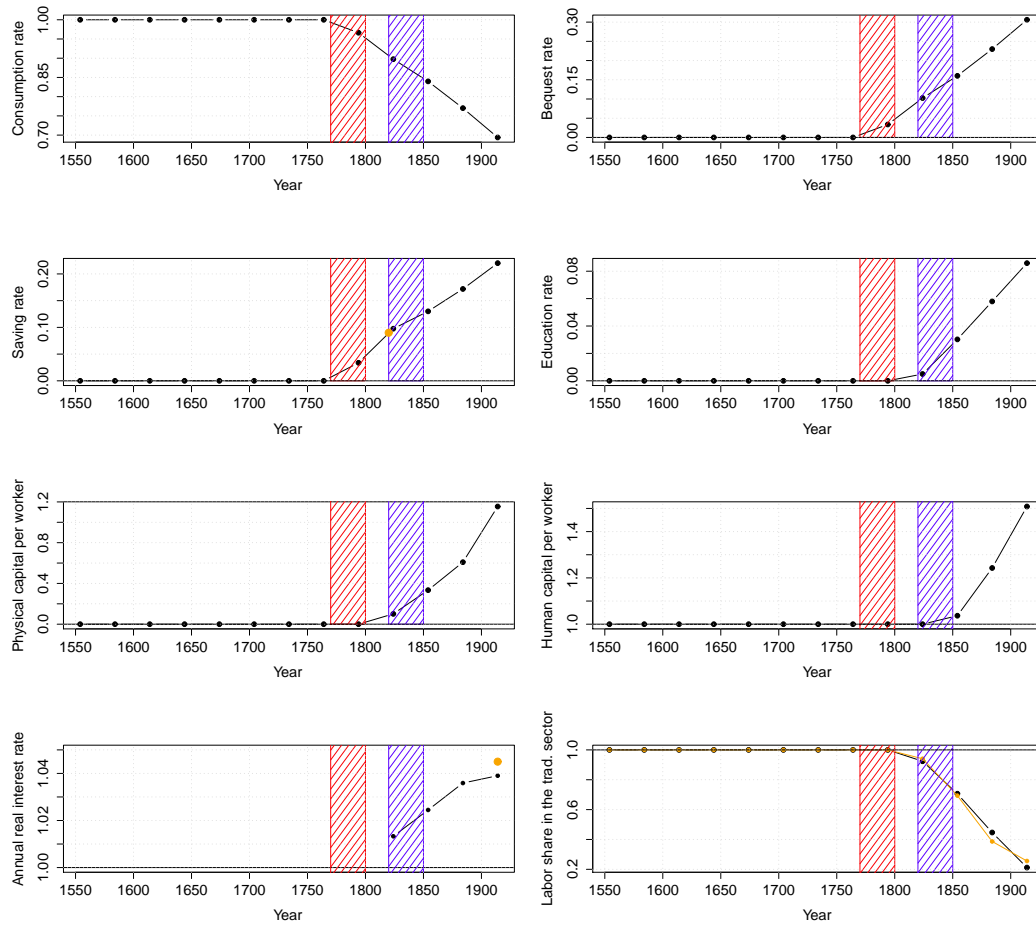 Consumption rate
1.00
0.85
0.70
1550 1600 1650 1700 1750 1800 1850 1900
Year
Bequest rate
0.30
0.15
0.00
1550 1600 1650 1700 1750 1800 1850 1900
Year
Saving rate
0.20
0.10
0.00
1550 1600 1650 1700 1750 1800 1850 1900
Year
Education rate
0.08
0.04
0.00
1550 1600 1650 1700 1750 1800 1850 1900
Year
Physical capital per worker
1.2
0.8
0.4
0.0
1550 1600 1650 1700 1750 1800 1850 1900
Year
Human capital per worker
1.4
1.2
1.0
1550 1600 1650 1700 1750 1800 1850 1900
Year
Annual real interest rate
1.04
1.02
1.00
1550 1600 1650 1700 1750 1800 1850 1900
Year
Labor share in the trad. sector
1.0
0.6
0.2
1550 1600 1650 1700 1750 1800 1850 1900
Year